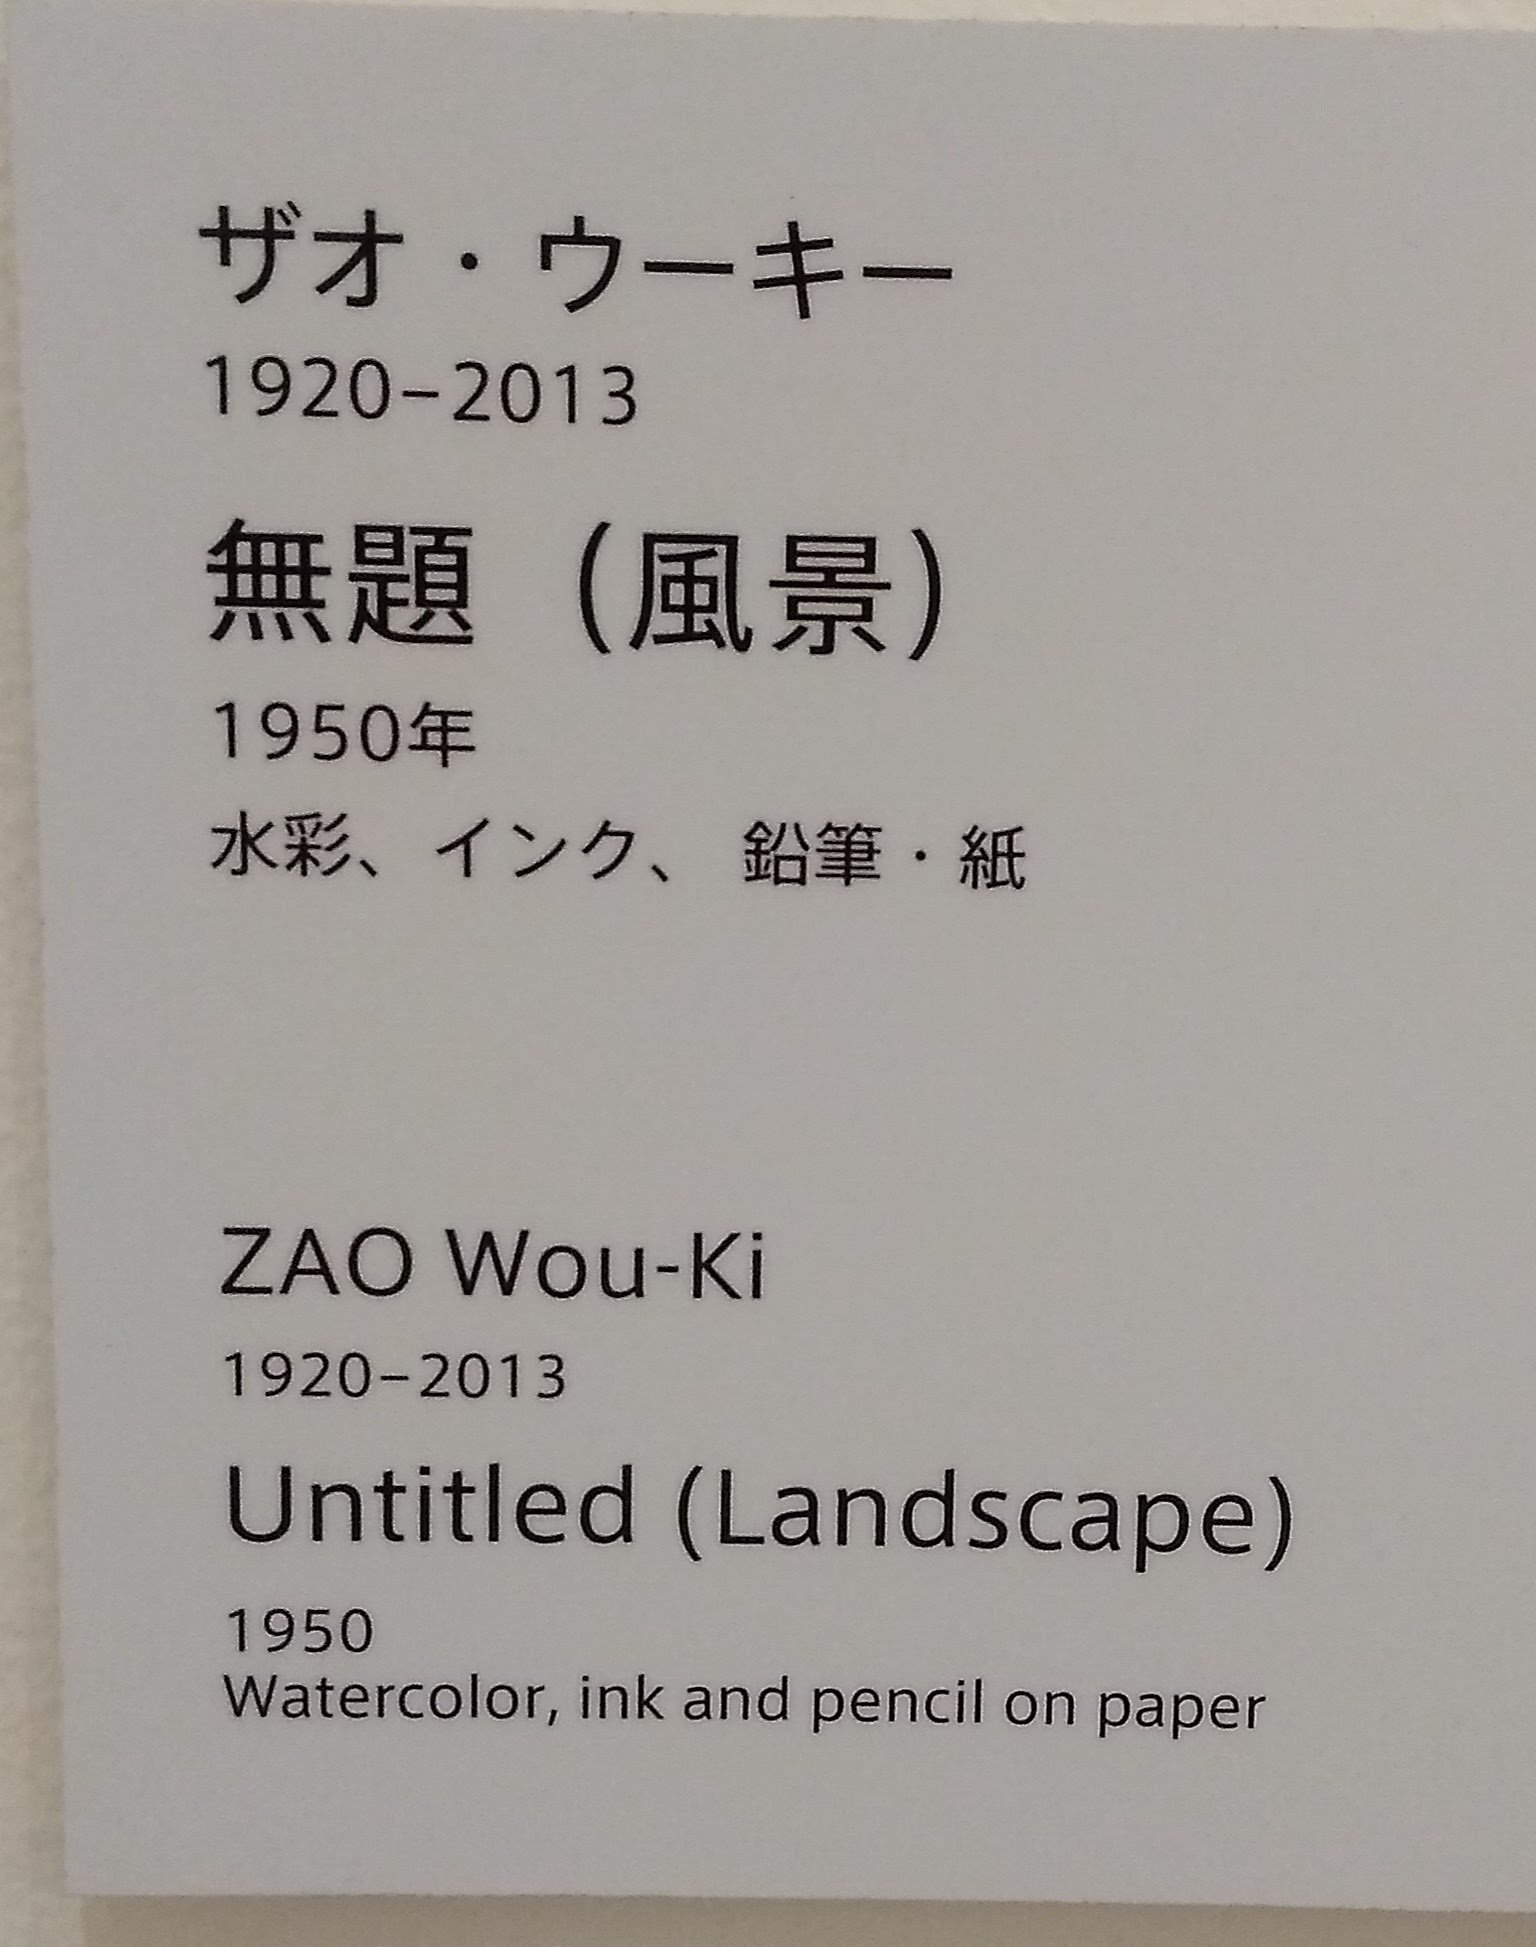 ザオ・ウーキー
1920–2013
無題（風景）
1950年
水彩、インク、 鉛筆・紙
ZAO Wou-Ki
1920–2013
Untitled (Landscape)
1950
Watercolor, ink and pencil on paper